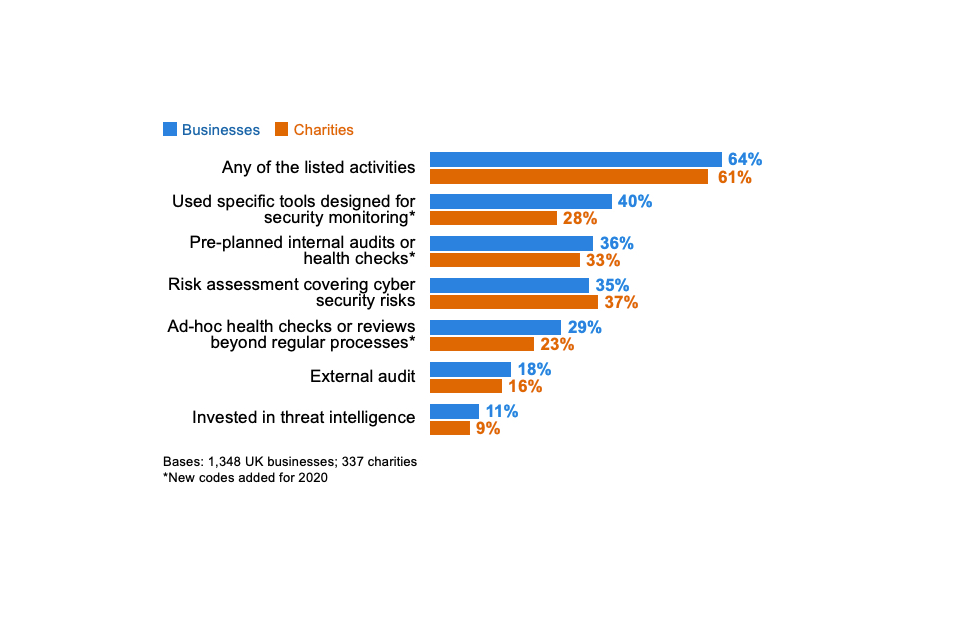 Businesses Charities
Any of the listed activities
64%
61%
Used specific tools designed for
security monitoring*
40%
28%
Pre-planned internal audits or
health checks*
36%
33%
Risk assessment covering cyber
security risks
35%
37%
Ad-hoc health checks or reviews
beyond regular processes*
29%
23%
External audit
18%
16%
Invested in threat intelligence
11%
9%
Bases: 1,348 UK businesses; 337 charities
*New codes added for 2020